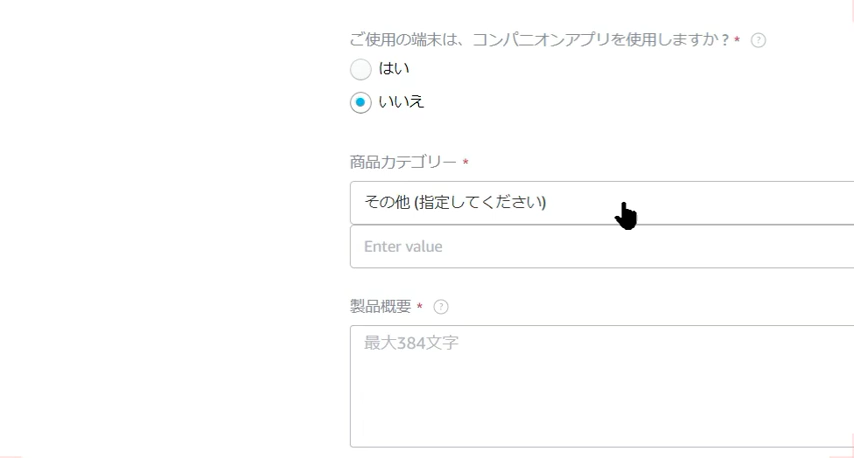 ご使用の端末は、コンパニオンアプリを使用しますか？* ?
はい
いいえ
商品カテゴリー *
その他 (指定してください)
Enter value
製品概要 * ?
最大384文字